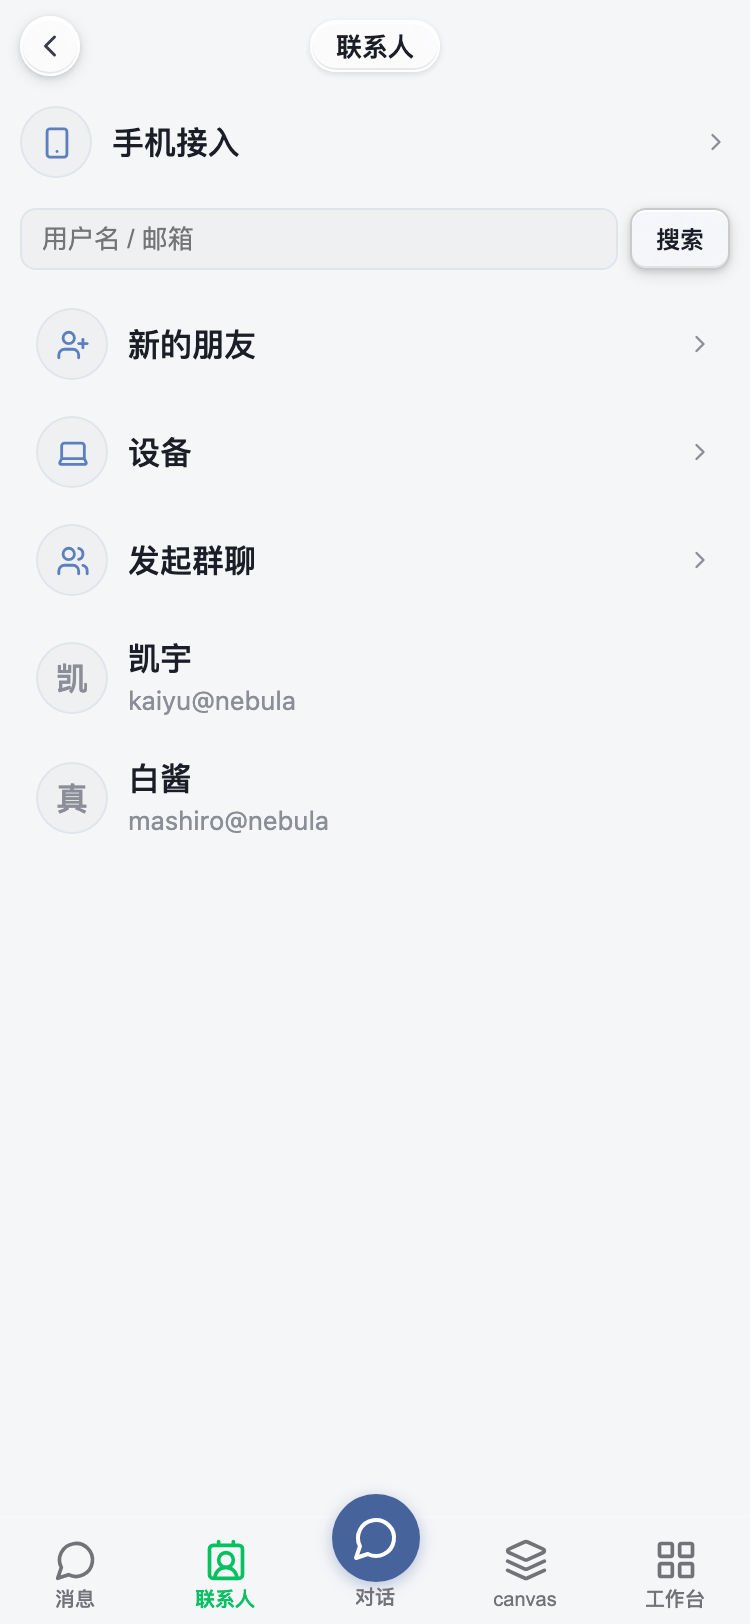 联系人
手机接入
用户名 / 邮箱
搜索
新的朋友
设备
发起群聊
凯
凯宇
kaiyu@nebula
真
白酱
mashiro@nebula
消息
联系人
对话
canvas
工作台